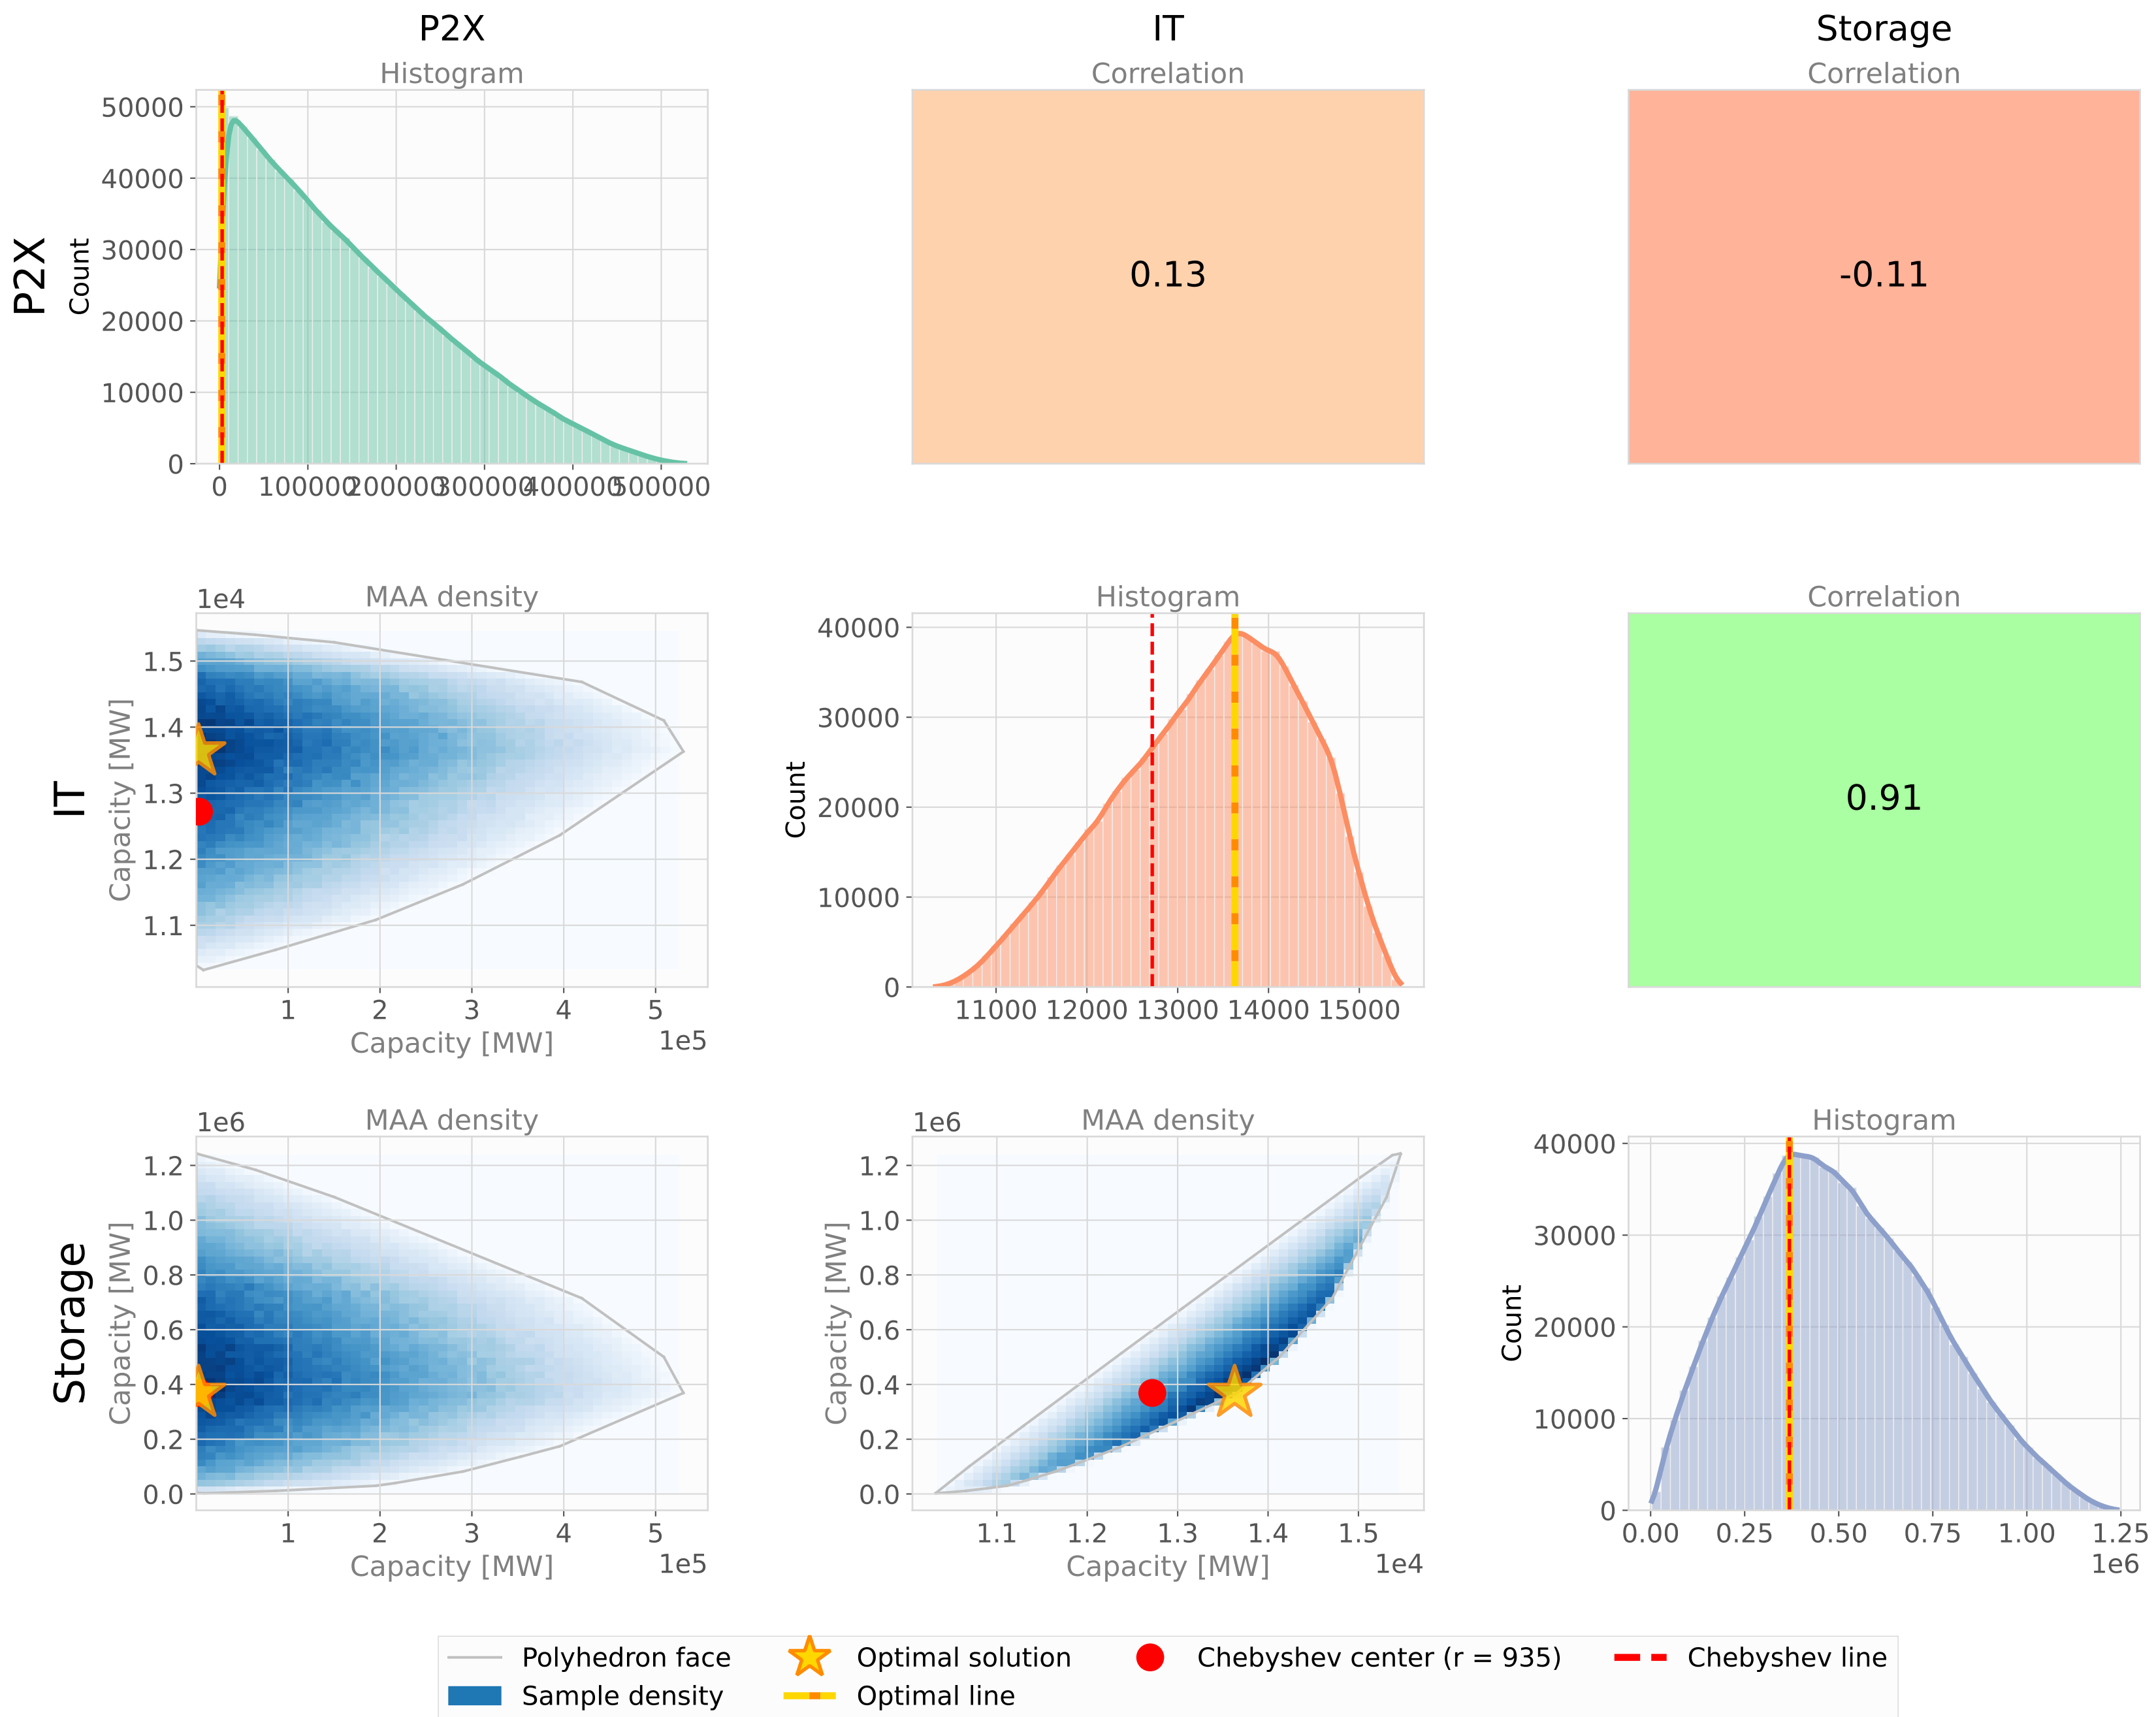 P2X IT Storage
Histogram Correlation Correlation
P2X
Count
50000
40000
30000
20000
10000
0
0 100000 200000 300000 400000 500000
0.13
-0.11
MAA density Histogram Correlation
IT
1e4
Capacity [MW]
1.5
1.4
1.3
1.2
1.1
1 2 3 4 5
Capacity [MW] 1e5
Count
40000
30000
20000
10000
0
11000 12000 13000 14000 15000
0.91
MAA density MAA density Histogram
Storage
1e6
Capacity [MW]
1.2
1.0
0.8
0.6
0.4
0.2
0.0
1 2 3 4 5
Capacity [MW] 1e5
1e6
Capacity [MW]
1.2
1.0
0.8
0.6
0.4
0.2
0.0
1.1 1.2 1.3 1.4 1.5
Capacity [MW] 1e4
Count
40000
30000
20000
10000
0
0.00 0.25 0.50 0.75 1.00 1.25
1e6
Polyhedron face Optimal solution Chebyshev center (r = 935) Chebyshev line
Sample density Optimal line